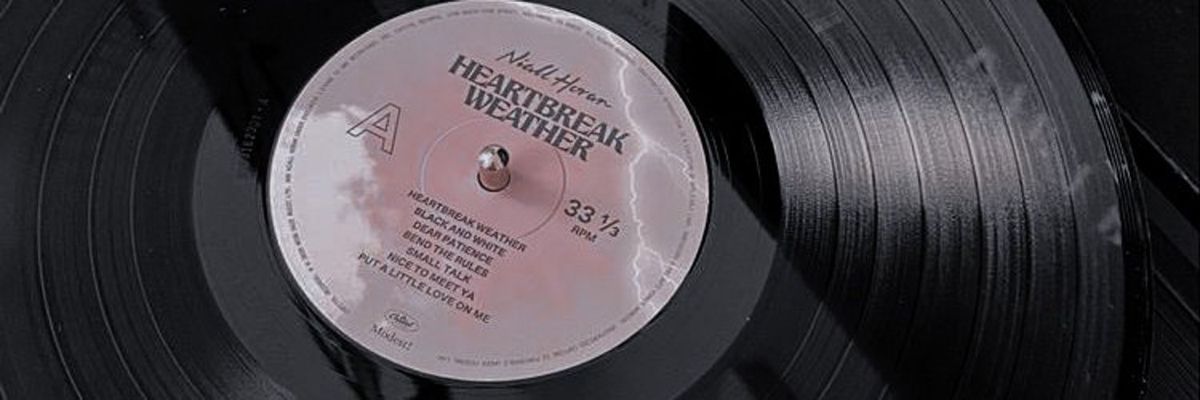 Niall Horan
HEARTBREAK
WEATHER
A
33 ⅓
RPM
HEARTBREAK WEATHER
BLACK AND WHITE
DEAR PATIENCE
BEND THE RULES
SMALL TALK
NICE TO MEET YA
PUT A LITTLE LOVE ON ME
Capitol
Modest!